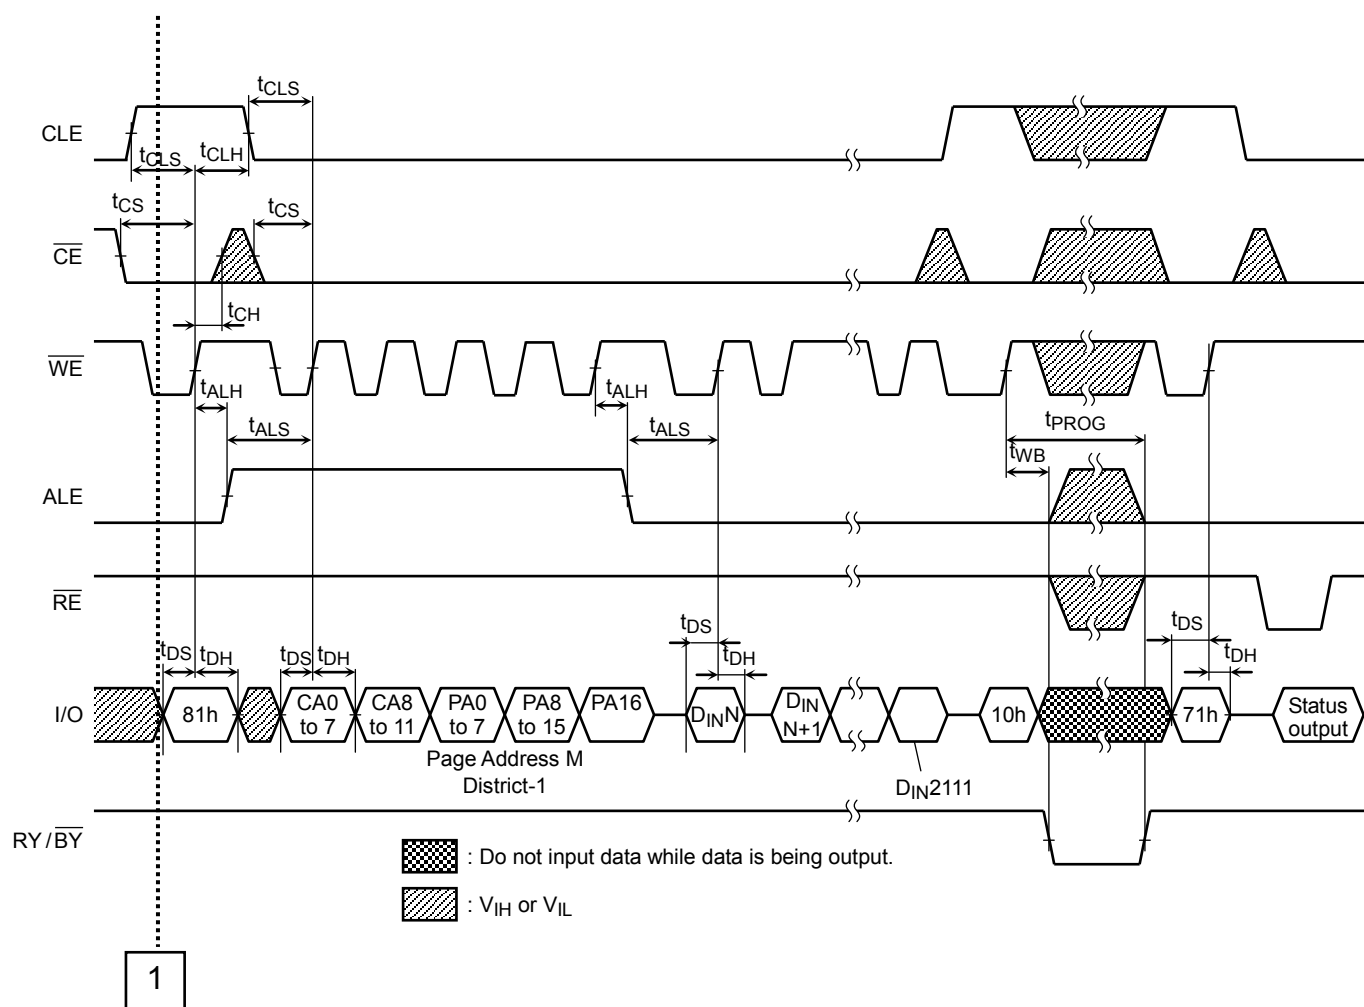 tCLS
CLE
tCLS tCLH
tCS tCS
CE
tCH
WE
tALH tALH
tALS tALS tPROG
tWB
ALE
RE
tDS tDH tDS tDH tDS tDH tDS tDH
I/O 81h CA0 to 7 CA8 to 11 PA0 to 7 PA8 to 15 PA16 DINN DIN N+1 10h 71h Status output
Page Address M
District-1
DIN2111
RY/BY
: Do not input data while data is being output.
: VIH or VIL
1